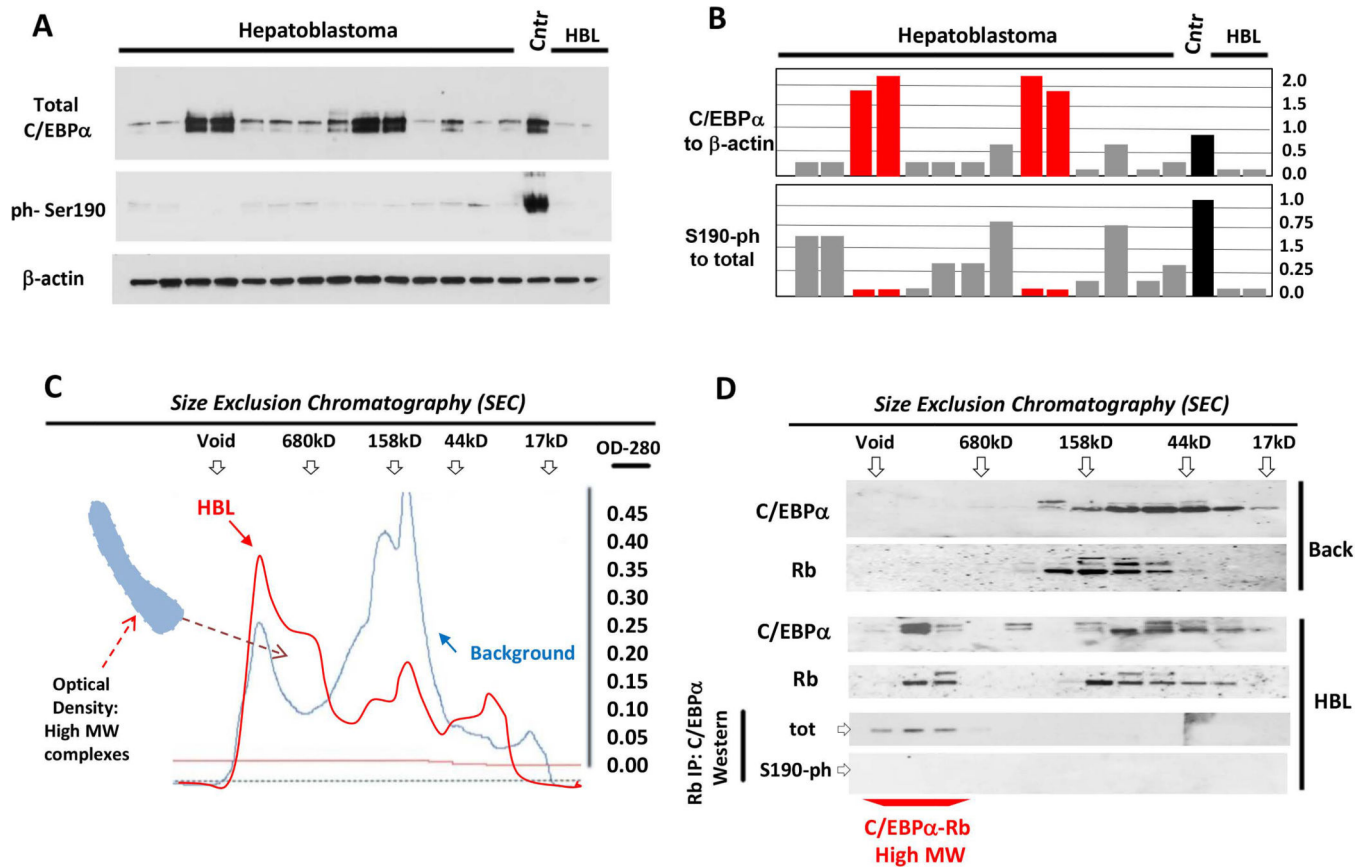 A
Hepatoblastoma
Cntr
HBL
Total
C/EBPα
ph- Ser190
β-actin
B
Hepatoblastoma
Cntr
HBL
C/EBPα
to β-actin
2.0
1.5
1.0
0.5
0.0
S190-ph
to total
1.0
0.75
1.5
0.25
0.0
C
Size Exclusion Chromatography (SEC)
Void 680kD 158kD 44kD 17kD OD-280
HBL
Background
Optical
Density:
High MW
complexes
0.45
0.40
0.35
0.30
0.25
0.20
0.15
0.10
0.05
0.00
D
Size Exclusion Chromatography (SEC)
Void 680kD 158kD 44kD 17kD
C/EBPα
Rb
Back
C/EBPα
Rb
HBL
Rb IP: C/EBPα
Western
tot
S190-ph
C/EBPα-Rb
High MW